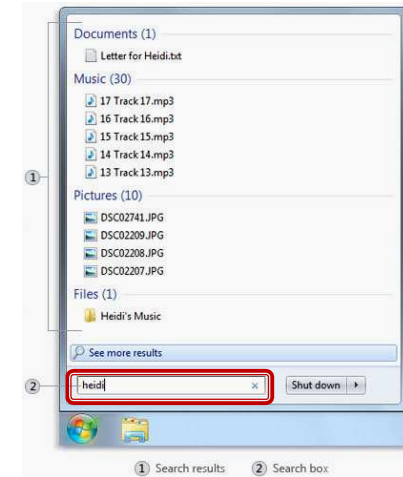 Documents (1)
Letter for Heidi.txt
Music (30)
17 Track 17.mp3
16 Track 16.mp3
15 Track 15.mp3
14 Track 14.mp3
13 Track 13.mp3
1
Pictures (10)
DSC02741.JPG
DSC02209.JPG
DSC02208.JPG
DSC02207.JPG
Files (1)
Heidi's Music
See more results
2 heidi Shut down
1 Search results 2 Search box